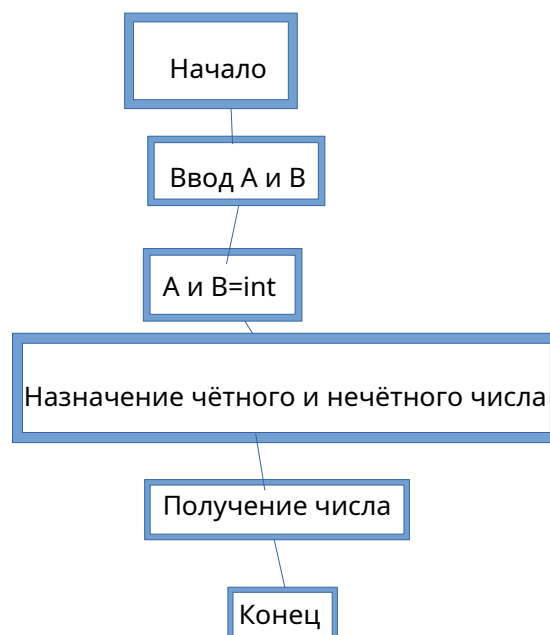 Начало
Ввод А и В
А и В=int
Назначение чётного и нечётного числа
Получение числа
Конец